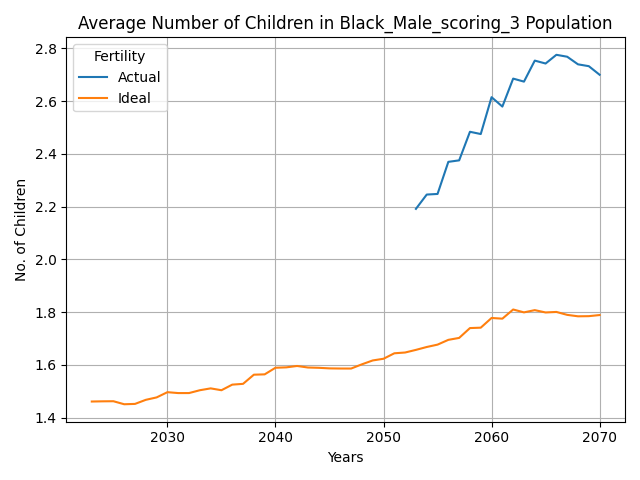 Average Number of Children in Black_Male_scoring_3 Population
Fertility
Actual
Ideal
2.8
2.6
2.4
2.2
2.0
1.8
1.6
1.4
No. of Children
2030 2040 2050 2060 2070
Years